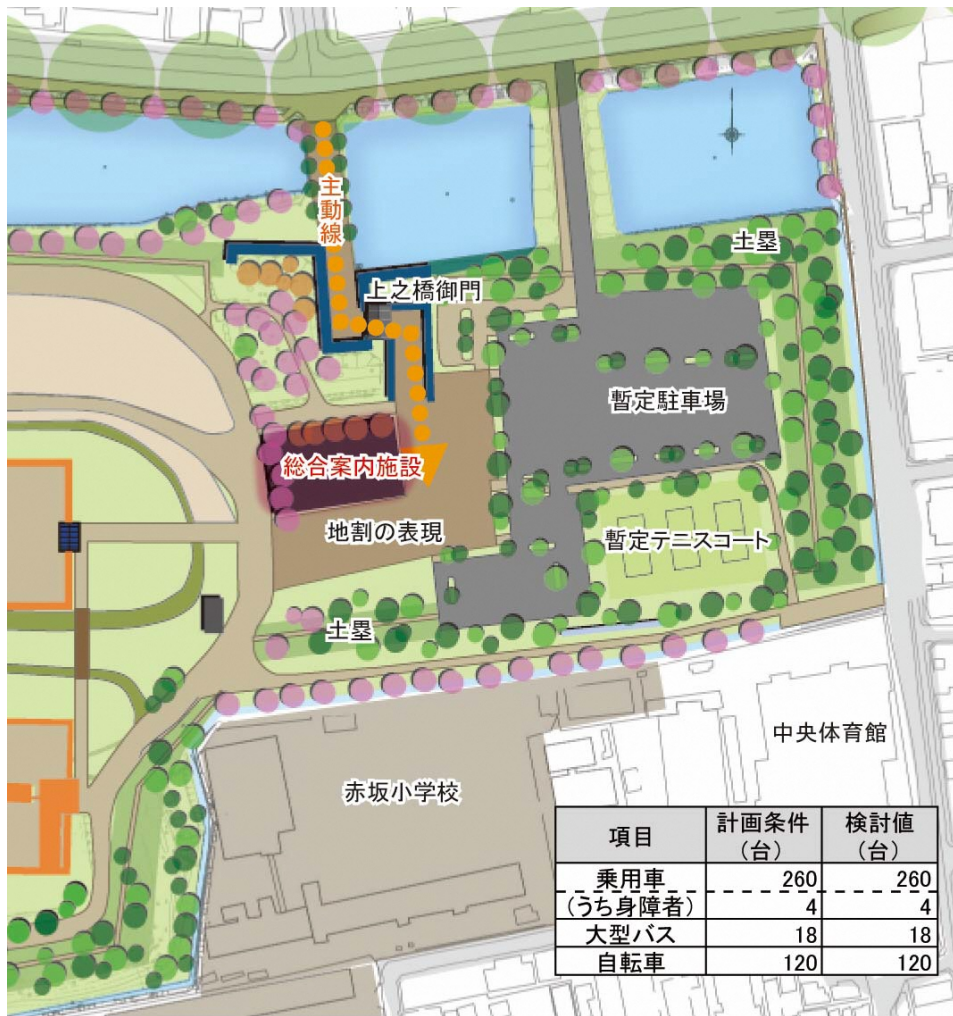 主動線
上之橋御門
土塁
暫定駐車場
総合案内施設
地割の表現
暫定テニスコート
土塁
赤坂小学校
中央体育館
項目 計画条件(台) 検討値(台)
乗用車 260 260
(うち身障者) 4 4
大型バス 18 18
自転車 120 120